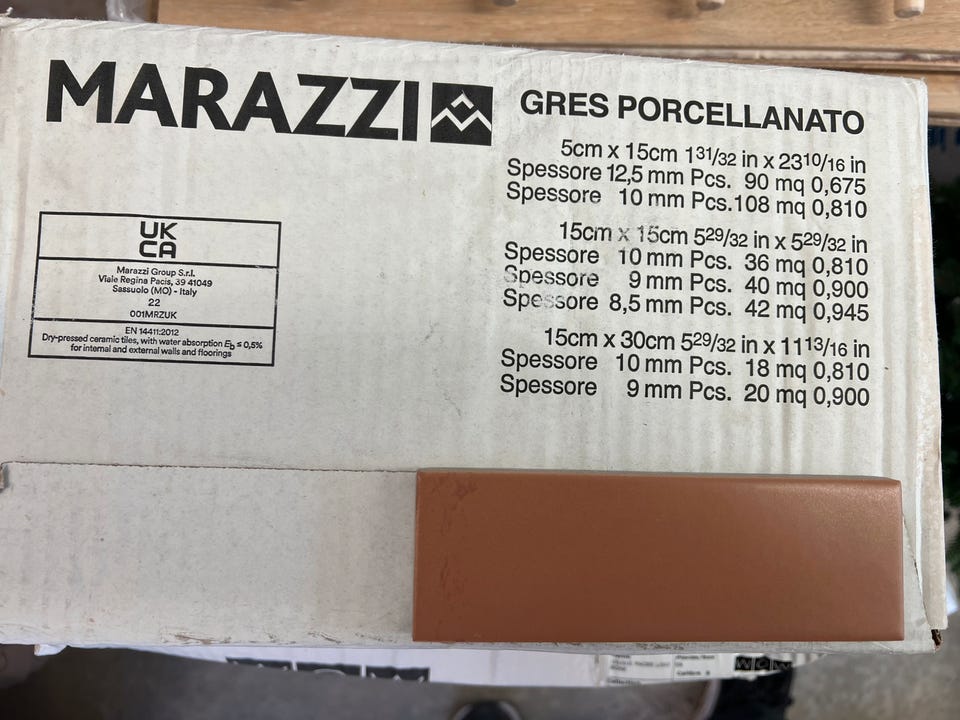 MARAZZI
GRES PORCELLANATO
5cm x 15cm 1 31/32 in x 23 10/16 in
Spessore 12,5 mm Pcs. 90 mq 0,675
Spessore 10 mm Pcs.108 mq 0,810
15cm x 15cm 5 29/32 in x 5 29/32 in
Spessore 10 mm Pcs. 36 mq 0,810
Spessore 9 mm Pcs. 40 mq 0,900
Spessore 8,5 mm Pcs. 42 mq 0,945
15cm x 30cm 5 29/32 in x 11 13/16 in
Spessore 10 mm Pcs. 18 mq 0,810
Spessore 9 mm Pcs. 20 mq 0,900
UK
CA
Marazzi Group S.r.l.
Viale Regina Pacis, 39 41049
Sassuolo (MO) - Italy
22
001MRZUK
EN 14411:2012
Dry-pressed ceramic tiles, with water absorption Eb ≤ 0,5%
for internal and external walls and floorings